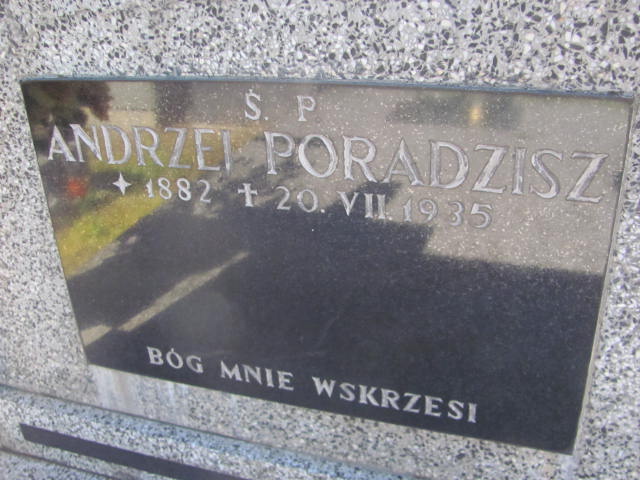 Ś. P
ANDRZEJ PORADZISZ
1882 20. VII. 1935
BÓG MNIE WSKRZESI